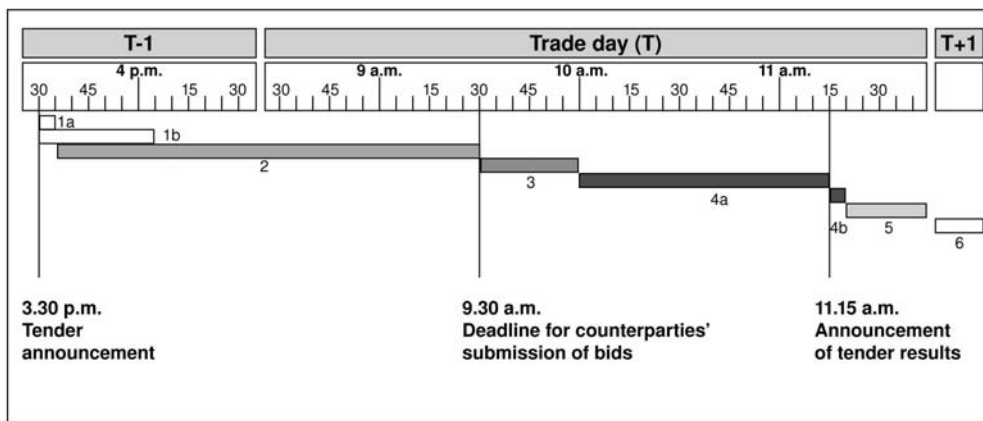 T-1 Trade day (T) T+1
4 p.m. 9 a.m. 10 a.m. 11 a.m.
30 45 15 30 30 45 15 30 45 15 30 45 15 30
1a
1b
2
3
4a
4b 5
6
3.30 p.m. 9.30 a.m. 11.15 a.m.
Tender Deadline for counterparties’ Announcement
announcement submission of bids of tender results